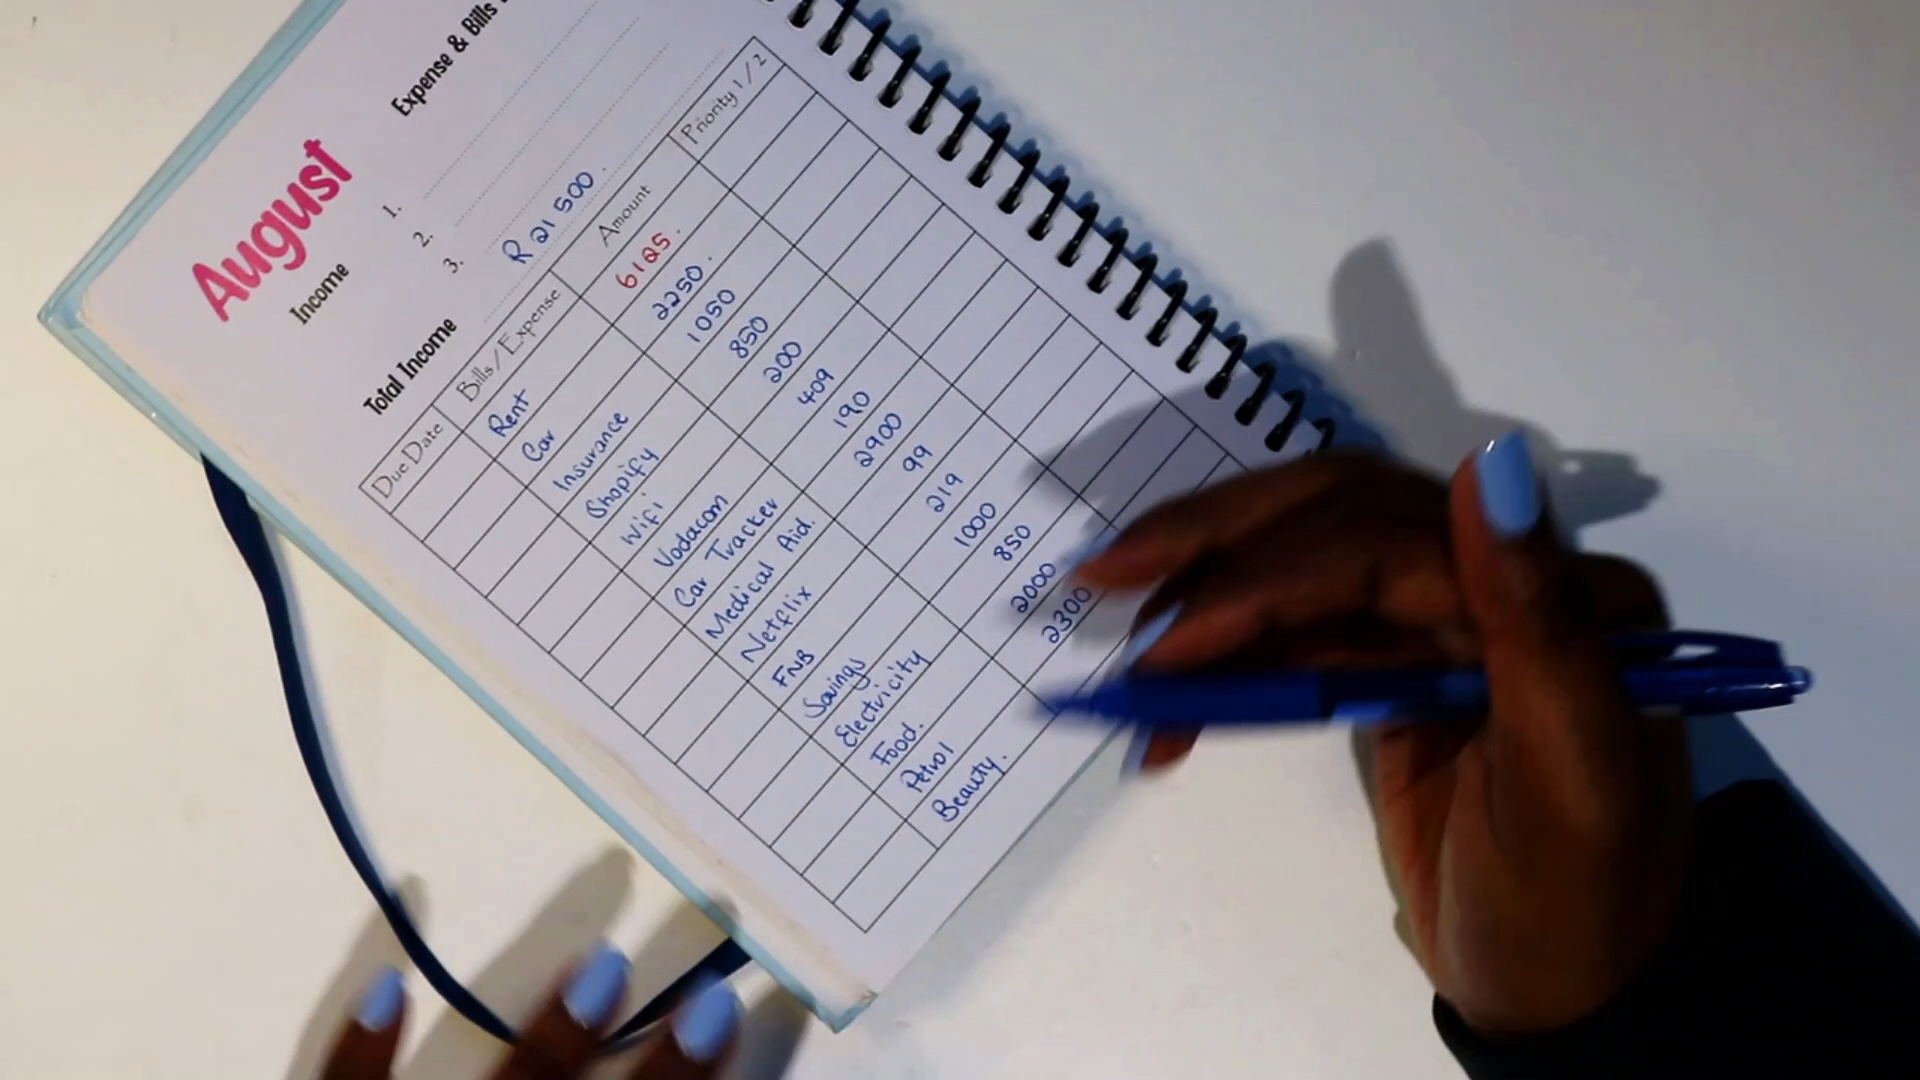 August
Expense & Bills
Income
1.
2.
3.
Total Income R 21 500.
Due Date Bills/Expense Amount Priority 1/2
Rent 6125.
Car 2250.
Insurance 1050
Shopify 850
Wifi 200
Vodacom 409
Car Tracker 190
Medical Aid. 2900
Netflix 99
FNB 219
Savings 1000
Electricity 850
Food. 2000
Petrol 2300
Beauty.